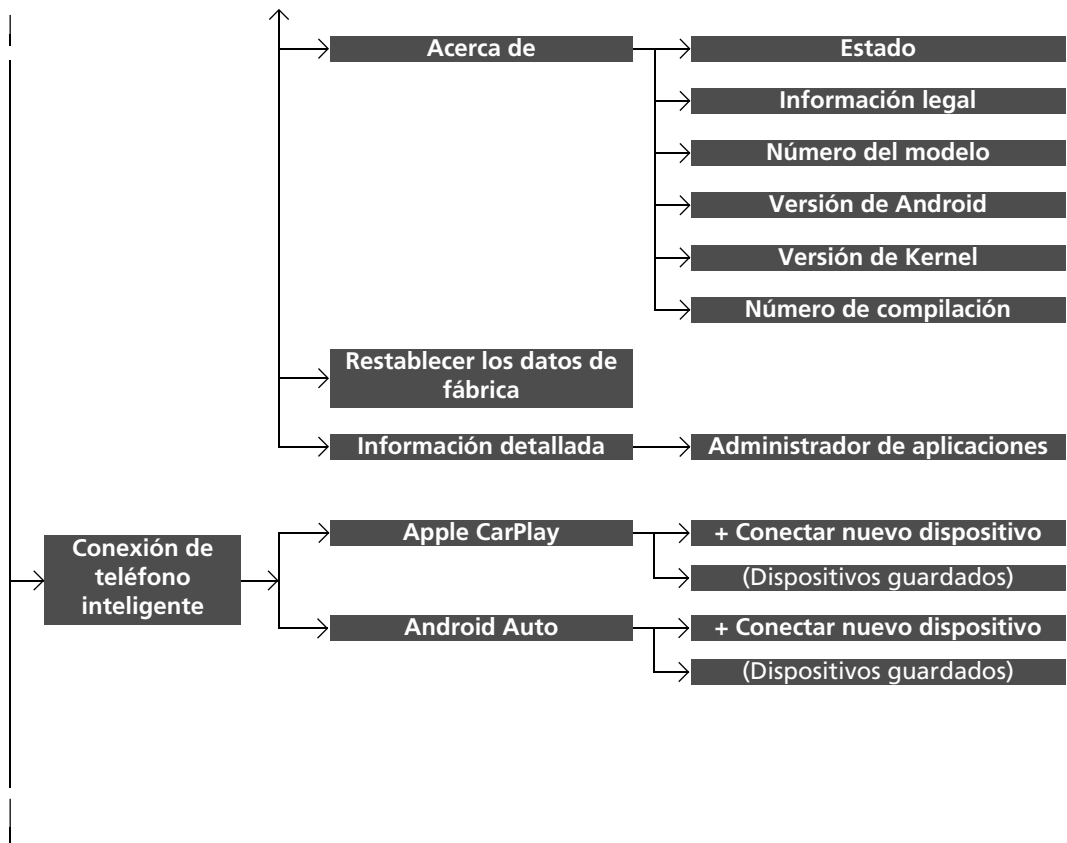 Acerca de
Estado
Información legal
Número del modelo
Versión de Android
Versión de Kernel
Número de compilación
Restablecer los datos de
fábrica
Información detallada
Administrador de aplicaciones
Conexión de
teléfono
inteligente
Apple CarPlay
+ Conectar nuevo dispositivo
(Dispositivos guardados)
Android Auto
+ Conectar nuevo dispositivo
(Dispositivos guardados)